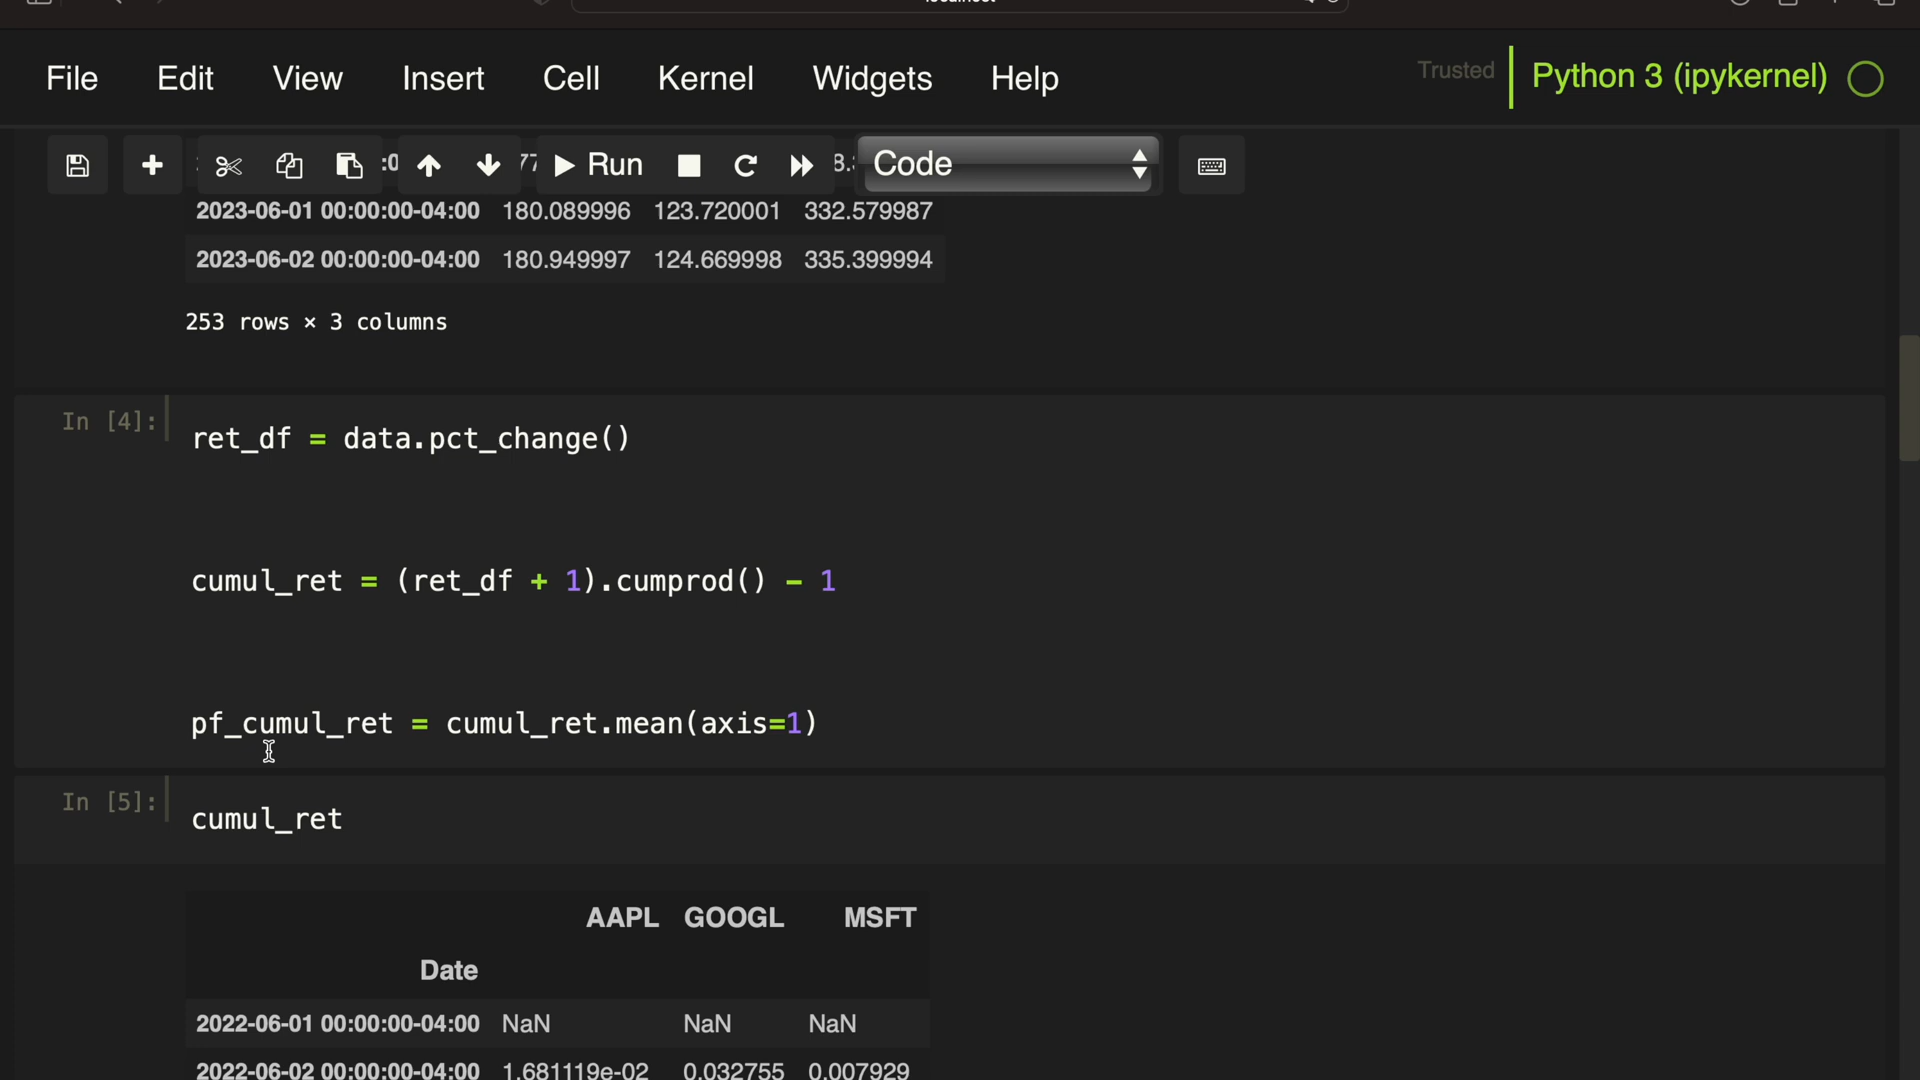 File Edit View Insert Cell Kernel Widgets Help Trusted Python 3 (ipykernel)
Run Code
2023-06-01 00:00:00-04:00 180.089996 123.720001 332.579987
2023-06-02 00:00:00-04:00 180.949997 124.669998 335.399994
253 rows × 3 columns
In [4]: ret_df = data.pct_change()
cumul_ret = (ret_df + 1).cumprod() - 1
pf_cumul_ret = cumul_ret.mean(axis=1)
In [5]: cumul_ret
AAPL GOOGL MSFT
Date
2022-06-01 00:00:00-04:00 NaN NaN NaN
2022-06-02 00:00:00-04:00 1.681119e-02 0.032755 0.007929